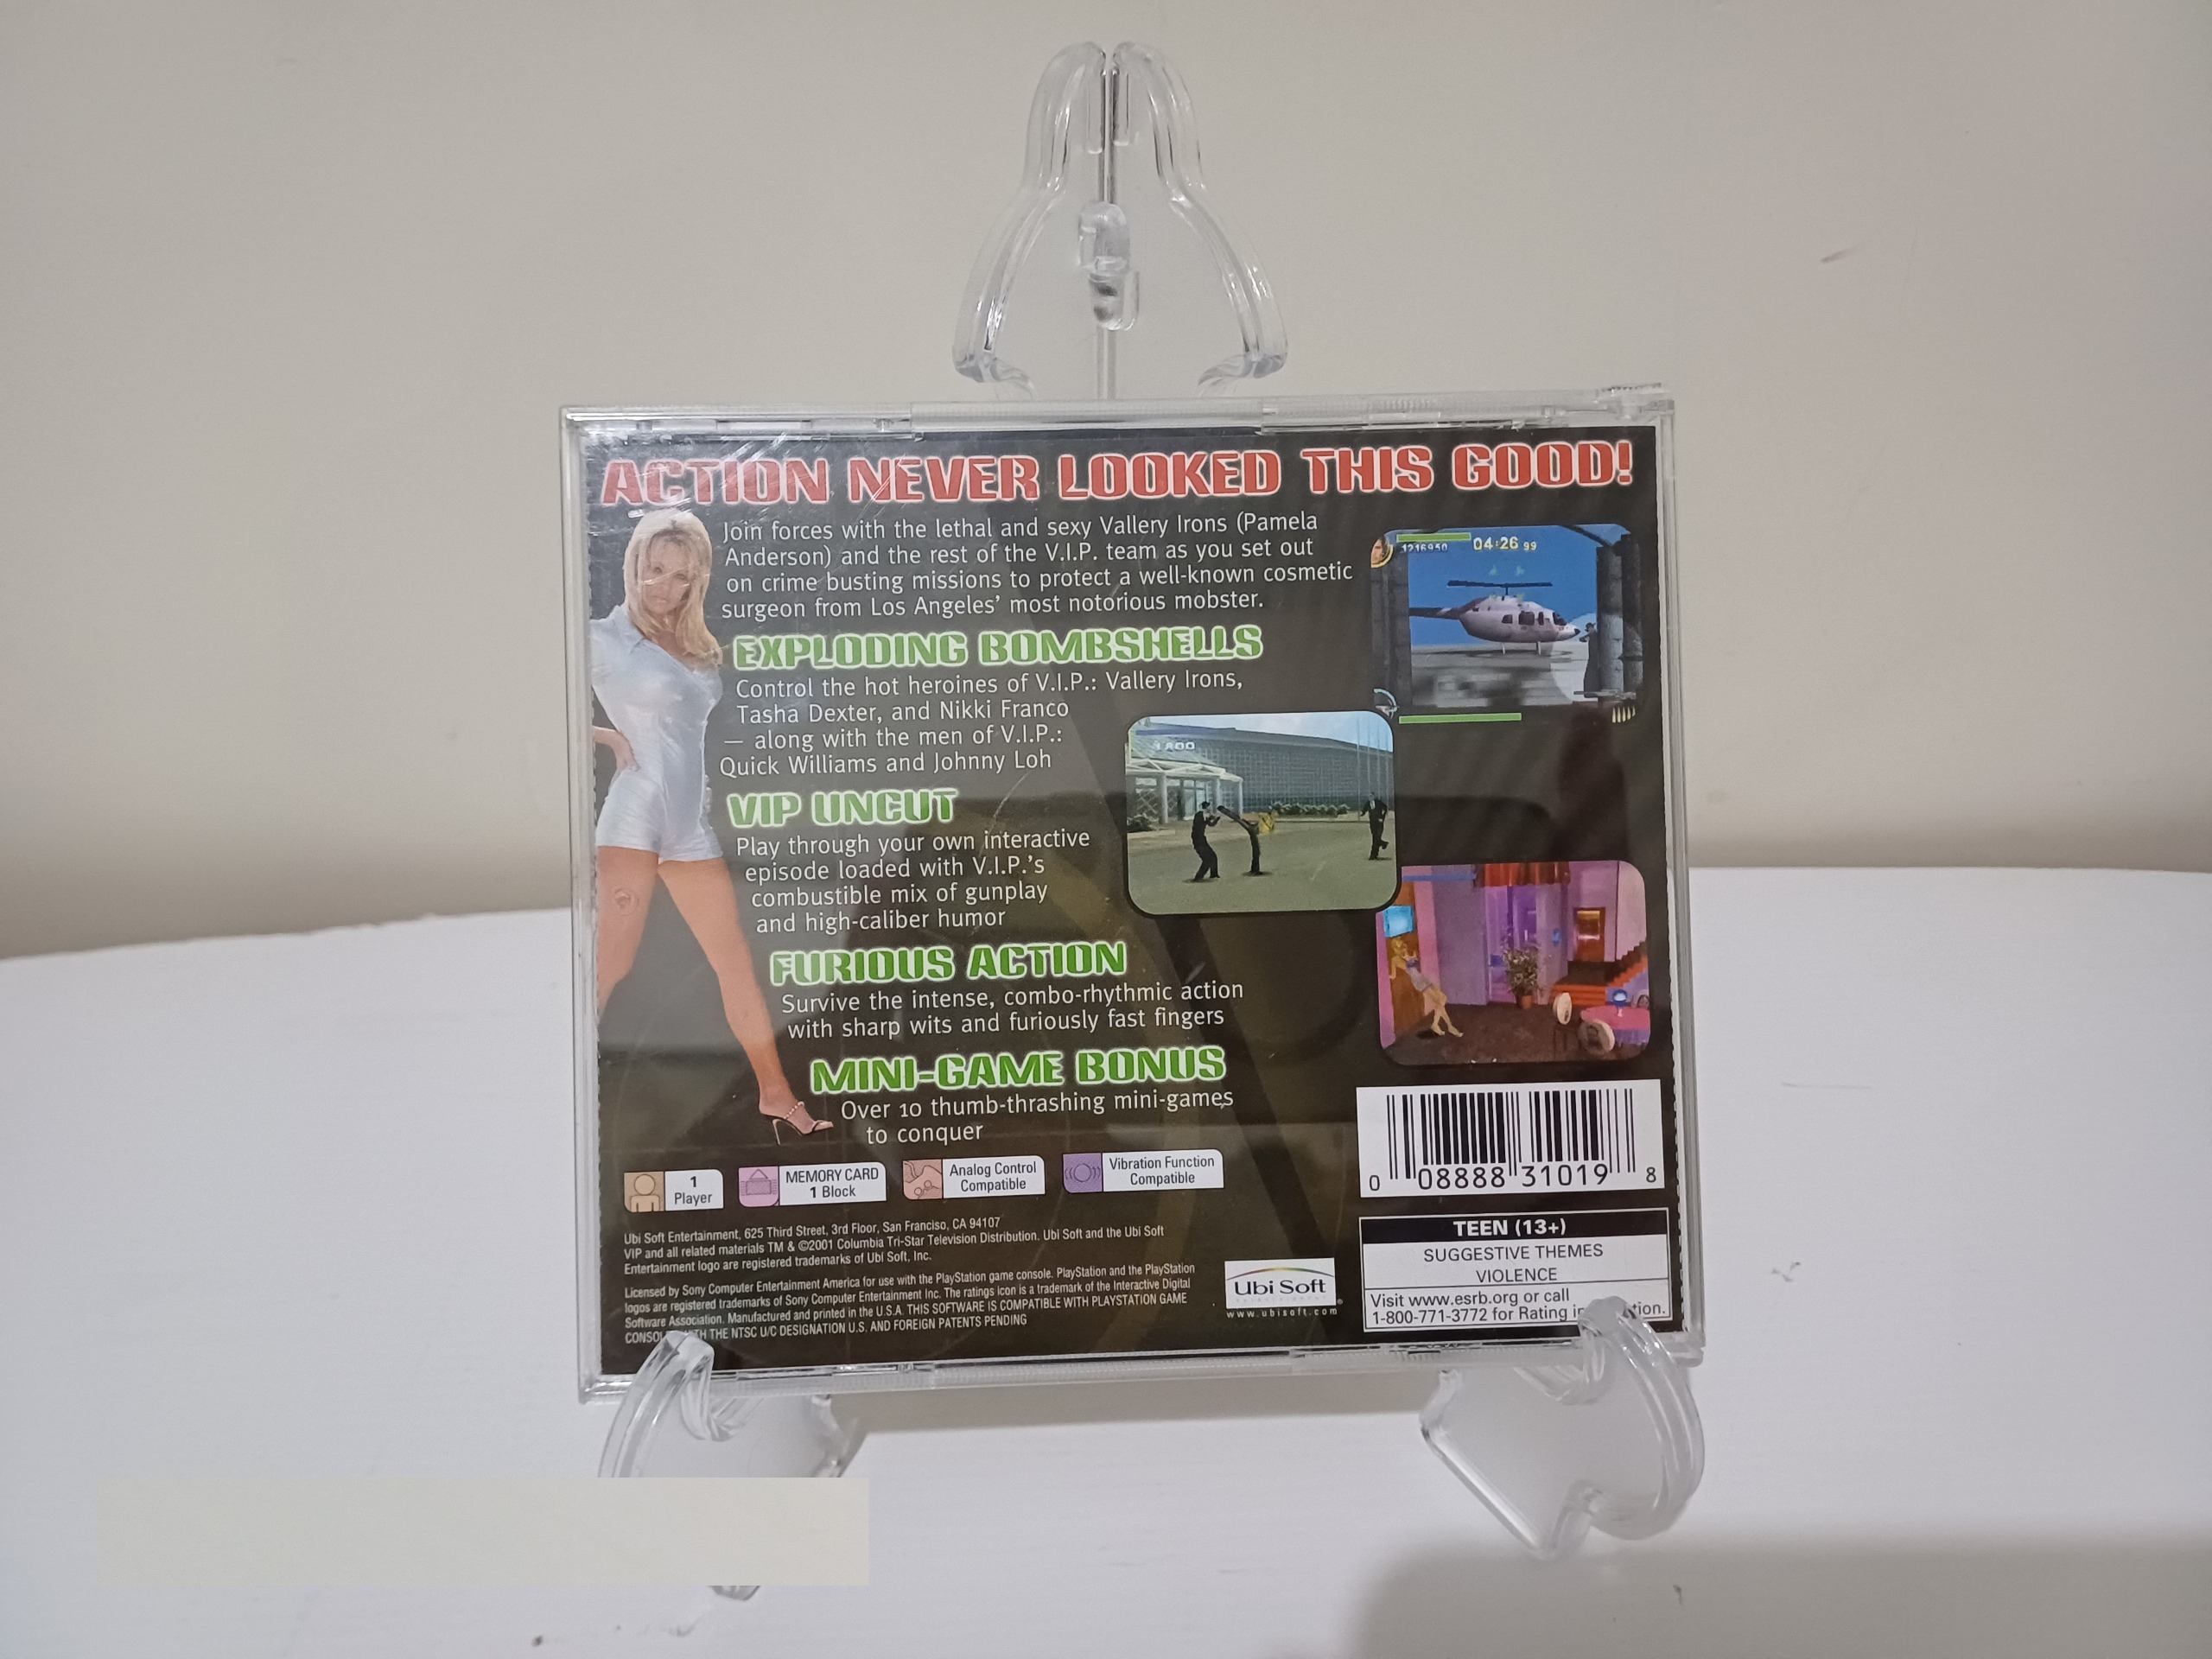 ACTION NEVER LOOKED THIS GOOD!
Join forces with the lethal and sexy Vallery Irons (Pamela
Anderson) and the rest of the V.I.P. team as you set out
on crime busting missions to protect a well-known cosmetic
surgeon from Los Angeles' most notorious mobster.
1216950 04:26 99
EXPLODING BOMBSHELLS
Control the hot heroines of V.I.P.: Vallery Irons,
Tasha Dexter, and Nikki Franco
— along with the men of V.I.P.:
Quick Williams and Johnny Loh
VIP UNCUT
Play through your own interactive
episode loaded with V.I.P.'s
combustible mix of gunplay
and high-caliber humor
FURIOUS ACTION
Survive the intense, combo-rhythmic action
with sharp wits and furiously fast fingers
MINI-GAME BONUS
Over 10 thumb-thrashing mini-games
to conquer
1
Player
MEMORY CARD
1 Block
Analog Control
Compatible
Vibration Function
Compatible
0 08888 31019 8
Ubi Soft Entertainment, 625 Third Street, 3rd Floor, San Franciso, CA 94107
VIP and all related materials TM & ©2001 Columbia Tri-Star Television Distribution. Ubi Soft and the Ubi Soft
Entertainment logo are registered trademarks of Ubi Soft, Inc.
Licensed by Sony Computer Entertainment America for use with the PlayStation game console. PlayStation and the PlayStation
logos are registered trademarks of Sony Computer Entertainment Inc. The ratings icon is a trademark of the Interactive Digital
Software Association. Manufactured and printed in the U.S.A. THIS SOFTWARE IS COMPATIBLE WITH PLAYSTATION GAME
THE NTSC U/C DESIGNATION U.S. AND FOREIGN PATENTS PENDING
Ubi Soft
www.ubisoft.com
TEEN (13+)
SUGGESTIVE THEMES
VIOLENCE
Visit www.esrb.org or call
1-800-771-3772 for Rating